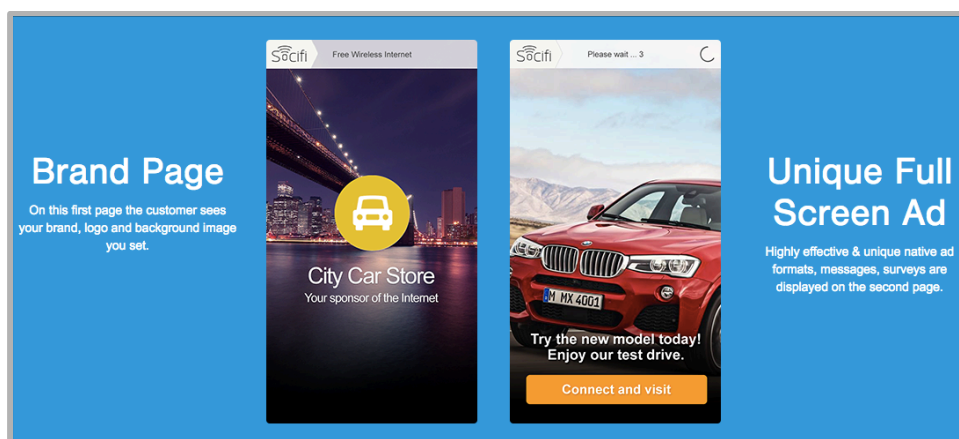 Brand Page
On this first page the customer sees
your brand, logo and background image
you set.
Socifi
Free Wireless Internet
City Car Store
Your sponsor of the Internet
Socifi
Please wait ... 3
M MX 4001
Try the new model today!
Enjoy our test drive.
Connect and visit
Unique Full
Screen Ad
Highly effective & unique native ad
formats, messages, surveys are
displayed on the second page.